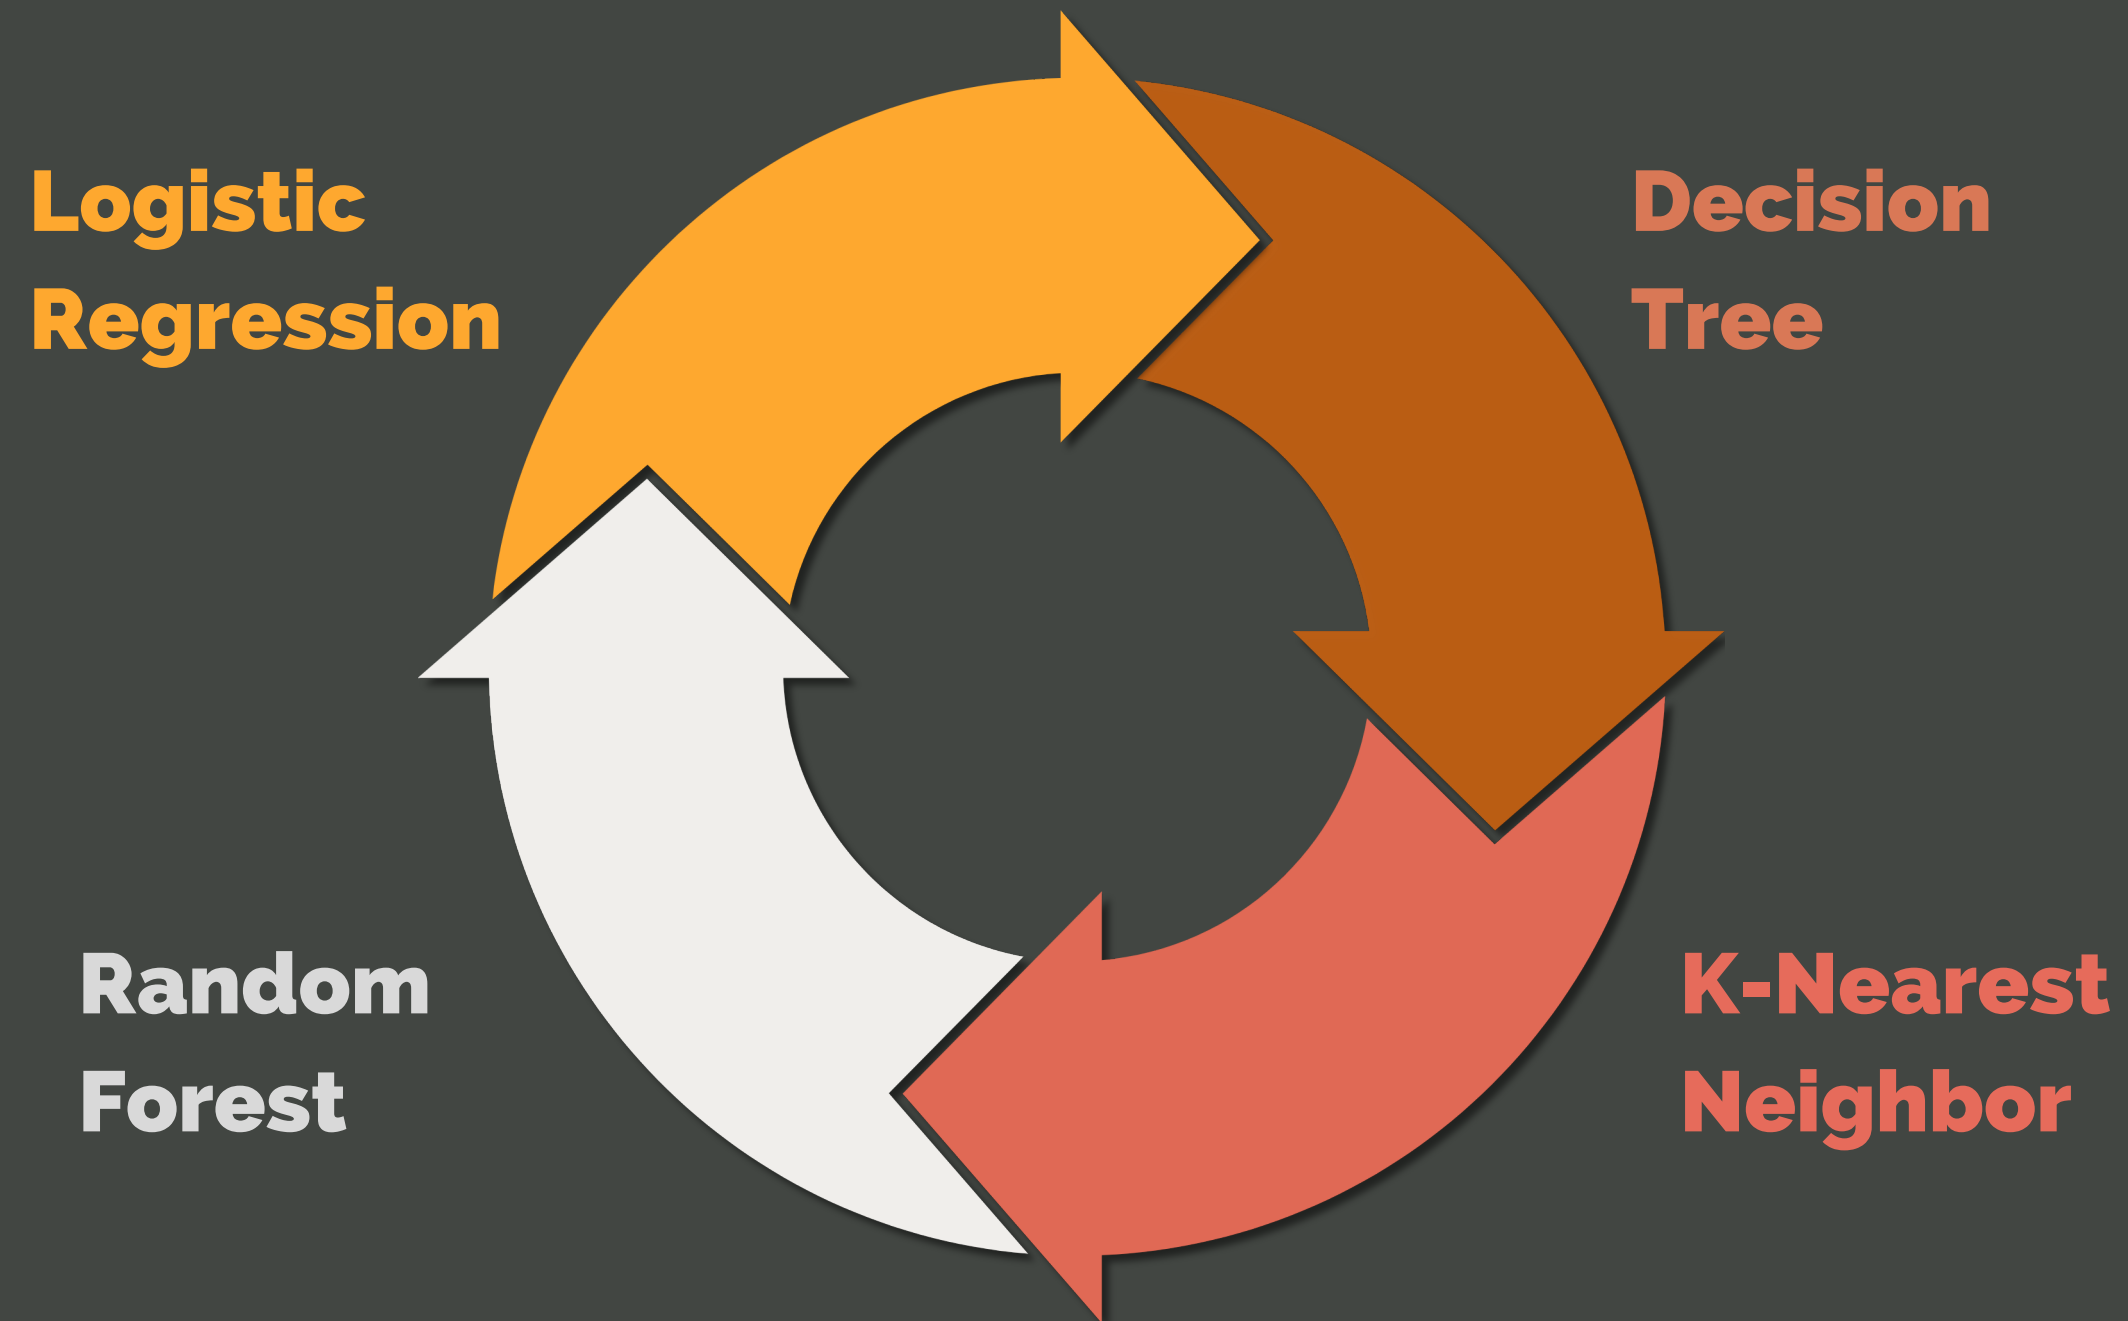 Logistic
Regression
Decision
Tree
Random
Forest
K-Nearest
Neighbor